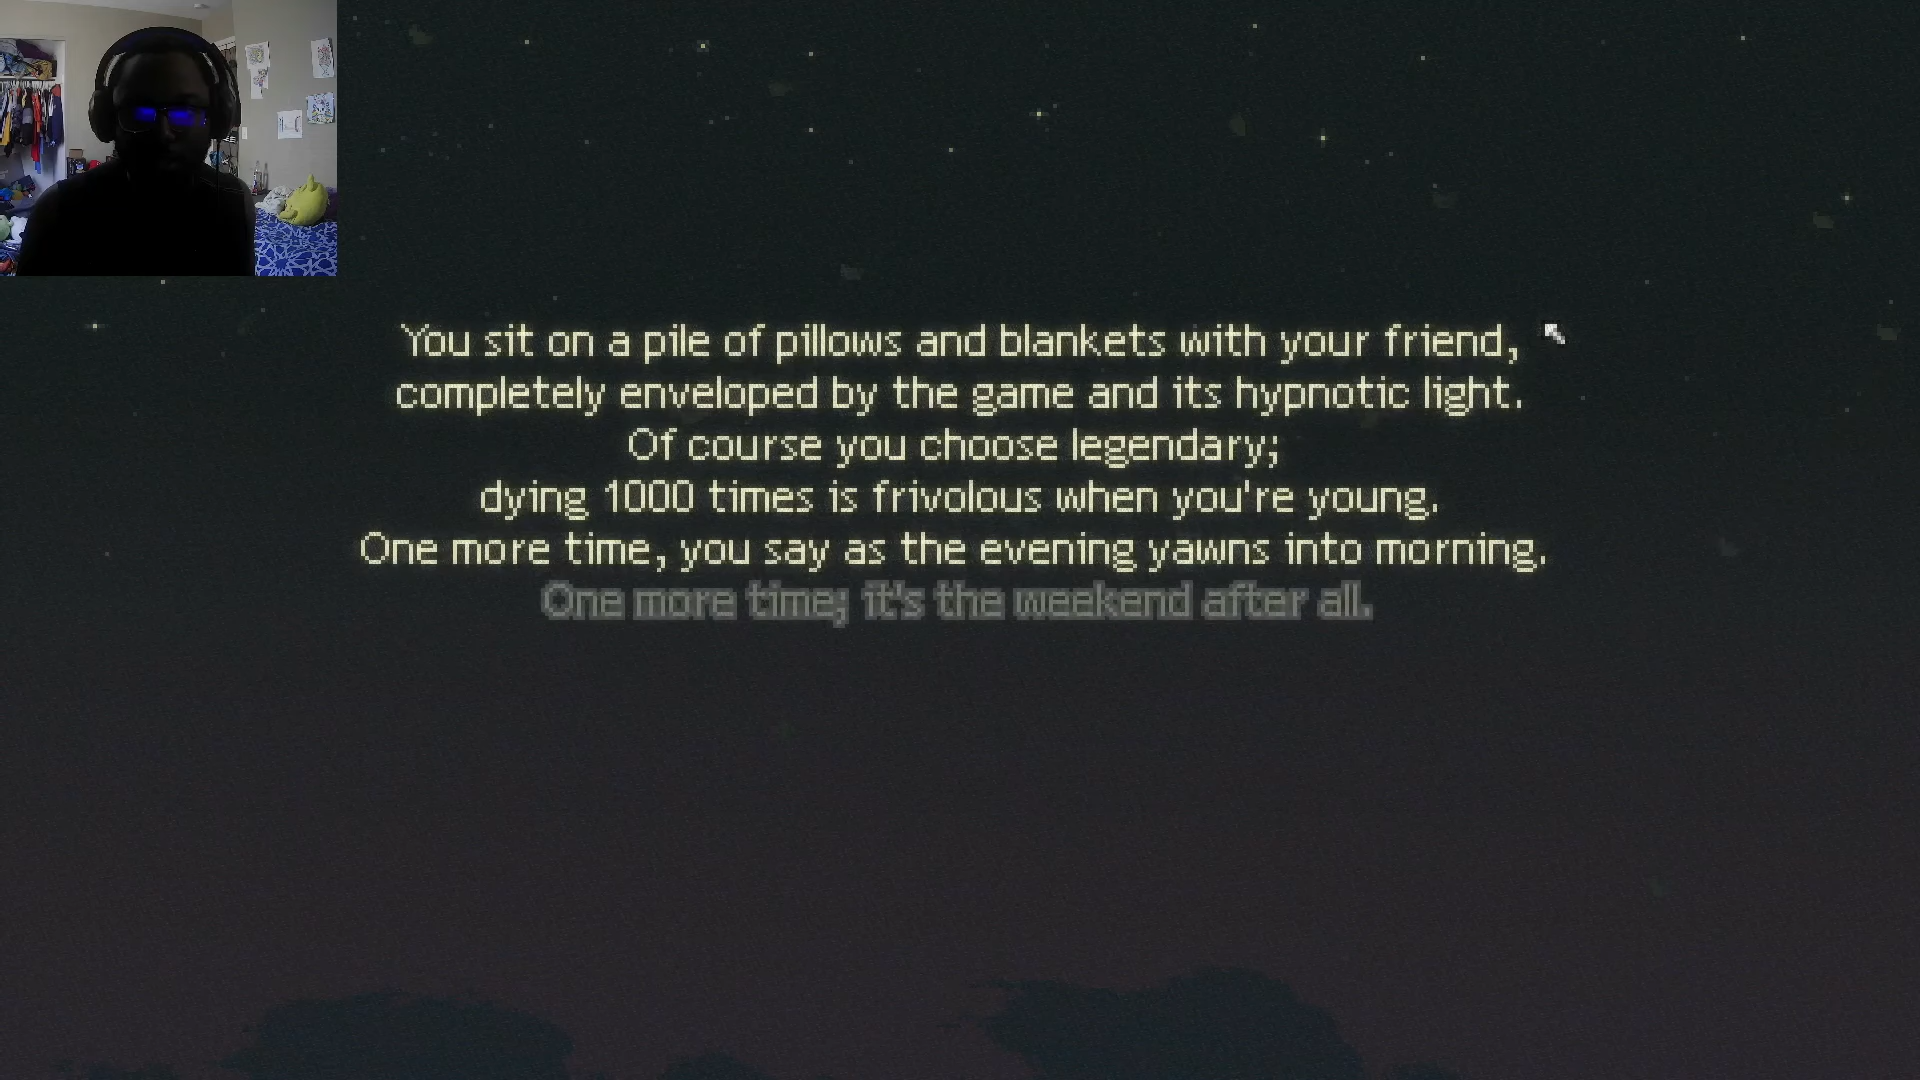 You sit on a pile of pillows and blankets with your friend,
completely enveloped by the game and its hypnotic light.
Of course you choose legendary;
dying 1000 times is frivolous when you're young.
One more time, you say as the evening yawns into morning.
One more time; it's the weekend after all.